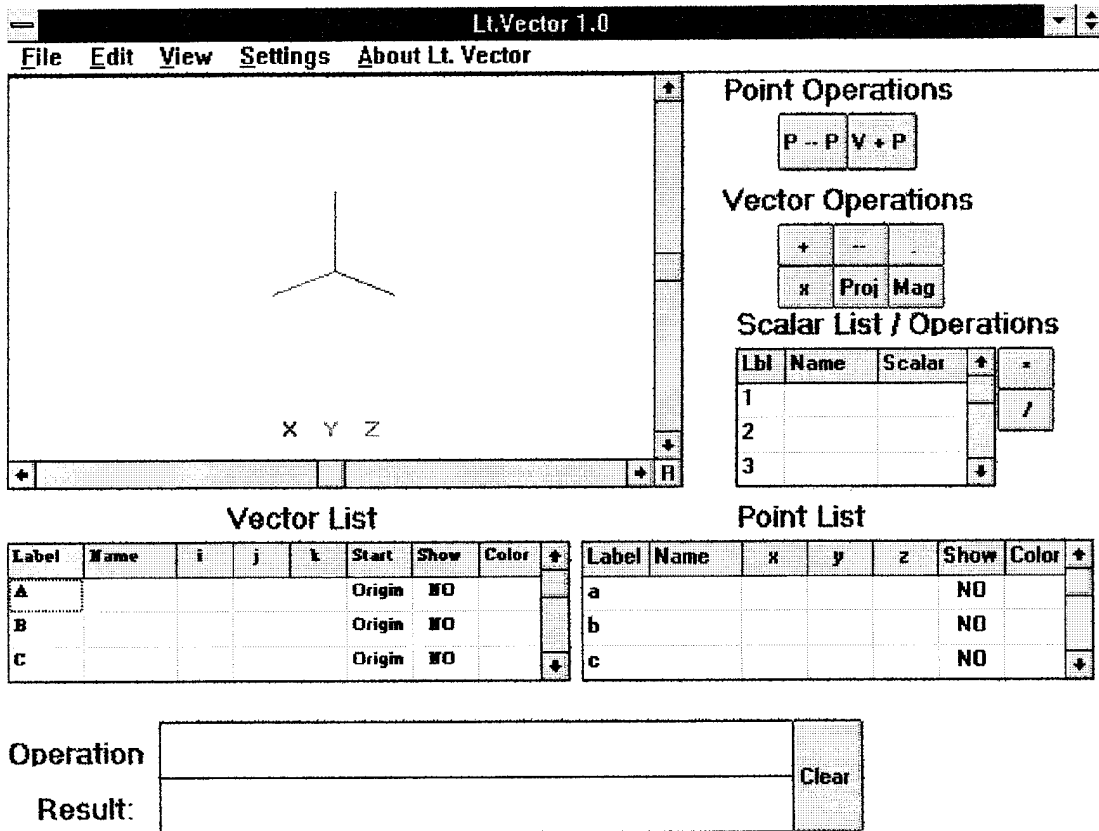 Lt.Vector 1.0
File Edit View Settings About Lt. Vector
Point Operations
P -- P V + P
Vector Operations
+ -- .
x Proj Mag
Scalar List / Operations
Lbl Name Scalar
1
2
3
* /
X Y Z
R
Vector List
Label Name i j k Start Show Color
A Origin NO
B Origin NO
C Origin NO
Point List
Label Name x y z Show Color
a NO
b NO
c NO
Operation
Result:
Clear